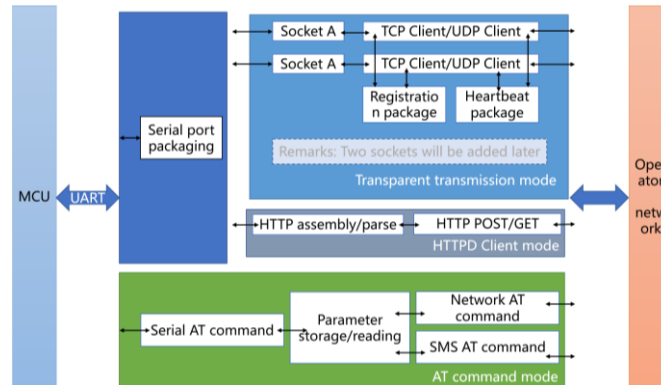 Socket A
TCP Client/UDP Client
Socket A
TCP Client/UDP Client
Registratio
n package
Heartbeat
package
Serial port
packaging
Remarks: Two sockets will be added later
Transparent transmission mode
MCU
UART
Oper
ator
netw
ork
HTTP assembly/parse
HTTP POST/GET
HTTPD Client mode
Network AT
command
Serial AT command
Parameter
storage/reading
SMS AT command
AT command mode